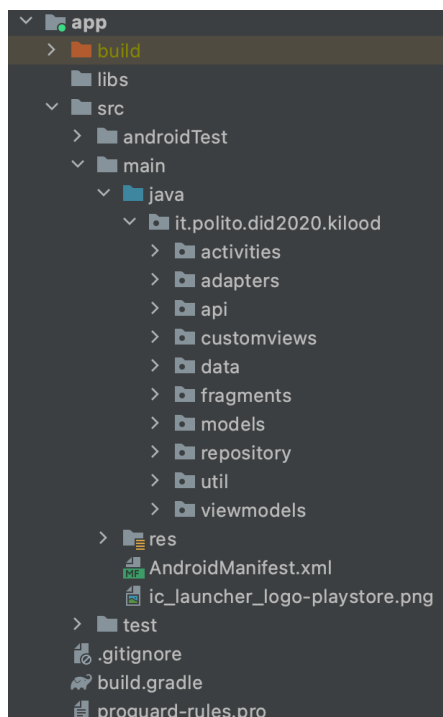 app
build
libs
src
androidTest
main
java
it.polito.did2020.kilood
activities
adapters
api
customviews
data
fragments
models
repository
util
viewmodels
res
MF AndroidManifest.xml
ic_launcher_logo-playstore.png
test
.gitignore
build.gradle
proguard-rules.pro